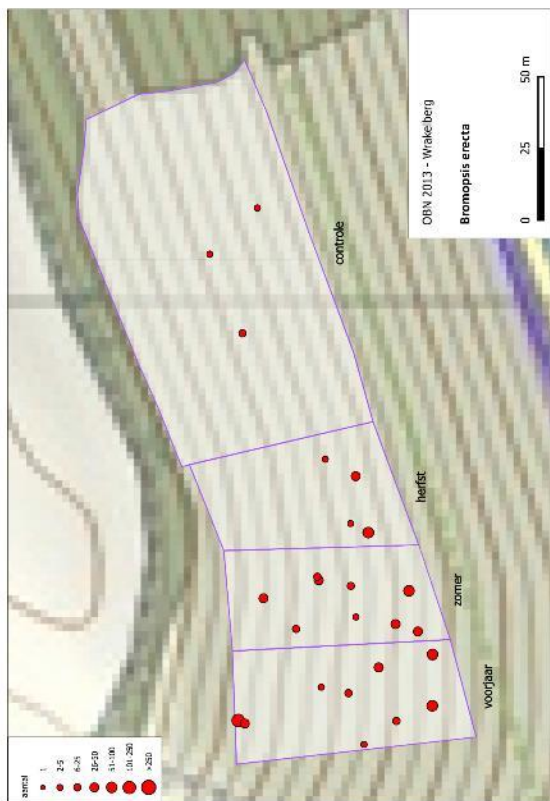 aantal
1
2-5
6-25
26-50
51-100
101-250
>250
voorjaar
zomer
herfst
controle
OBN 2013 - Wrakelberg
Bromopsis erecta
0 25 50 m